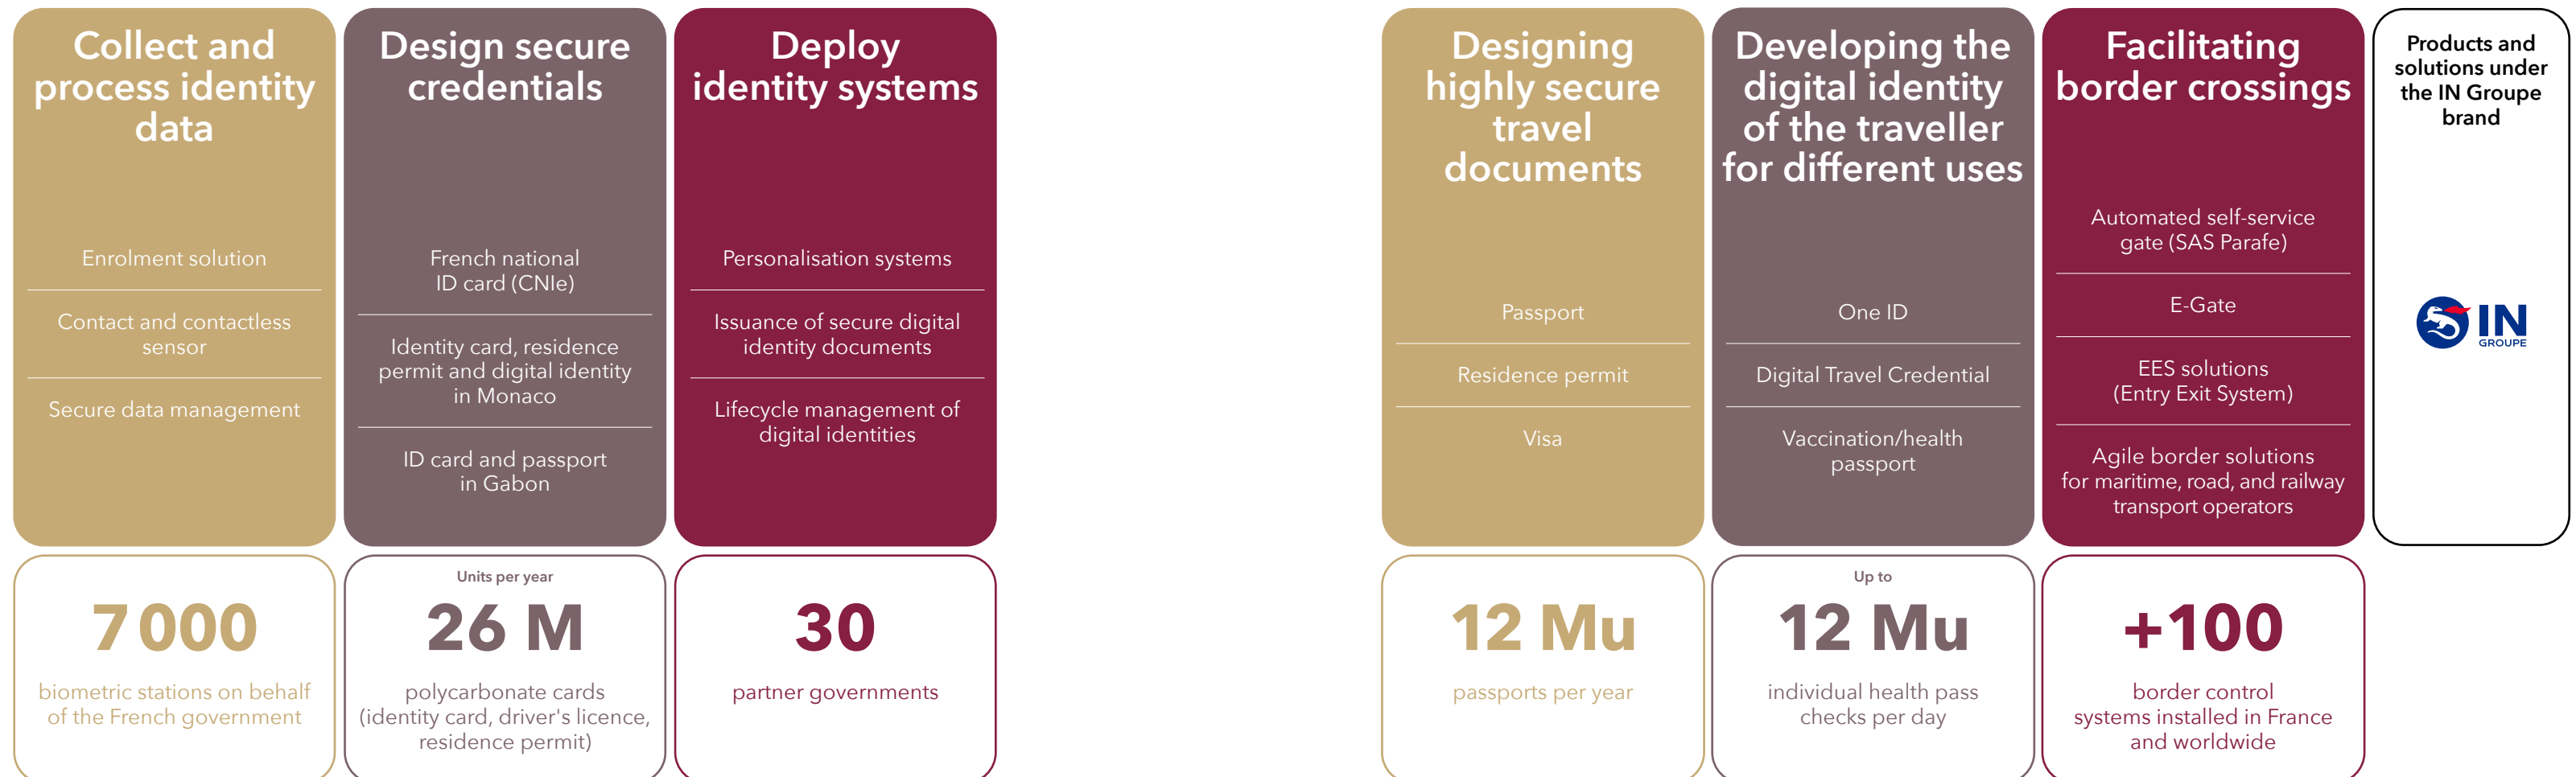 Collect and
process identity
data
Enrolment solution
Contact and contactless
sensor
Secure data management
7 000
biometric stations on behalf
of the French government
Design secure
credentials
French national
ID card (CNIe)
Identity card, residence
permit and digital identity
in Monaco
ID card and passport
in Gabon
Units per year
26 M
polycarbonate cards
(identity card, driver's licence,
residence permit)
Deploy
identity systems
Personalisation systems
Issuance of secure digital
identity documents
Lifecycle management of
digital identities
30
partner governments
Designing
highly secure
travel
documents
Passport
Residence permit
Visa
12 Mu
passports per year
Developing the
digital identity
of the traveller
for different uses
One ID
Digital Travel Credential
Vaccination/health
passport
Up to
12 Mu
individual health pass
checks per day
Facilitating
border crossings
Automated self-service
gate (SAS Parafe)
E-Gate
EES solutions
(Entry Exit System)
Agile border solutions
for maritime, road, and railway
transport operators
+100
border control
systems installed in France
and worldwide
Products and
solutions under
the IN Groupe
brand
IN
GROUPE